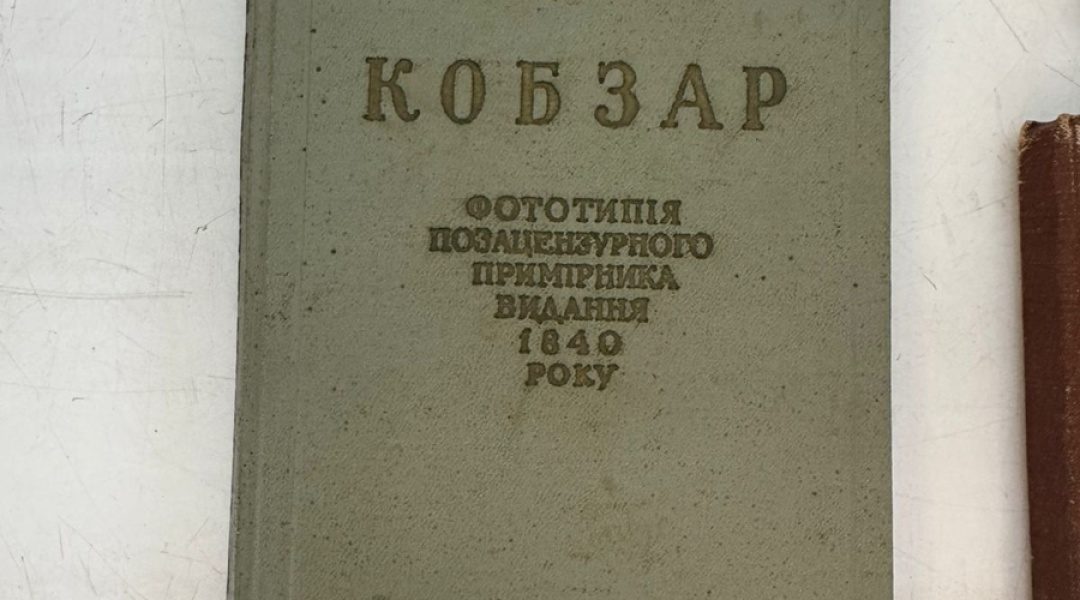 КОБЗАР
ФОТОТИПІЯ
ПОЗАЦЕНЗУРНОГО
ПРИМІРНИКА
ВИДАННЯ
1840
РОКУ